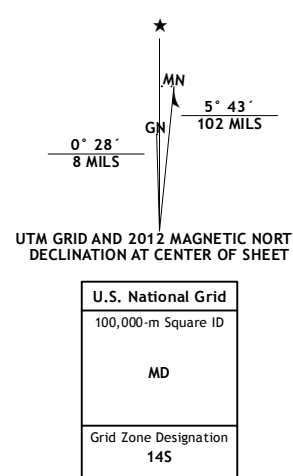 MN
5° 43´
102 MILS
GN
0° 28´
8 MILS
UTM GRID AND 2012 MAGNETIC NORT
DECLINATION AT CENTER OF SHEET
U.S. National Grid
100,000-m Square ID
MD
Grid Zone Designation
14S